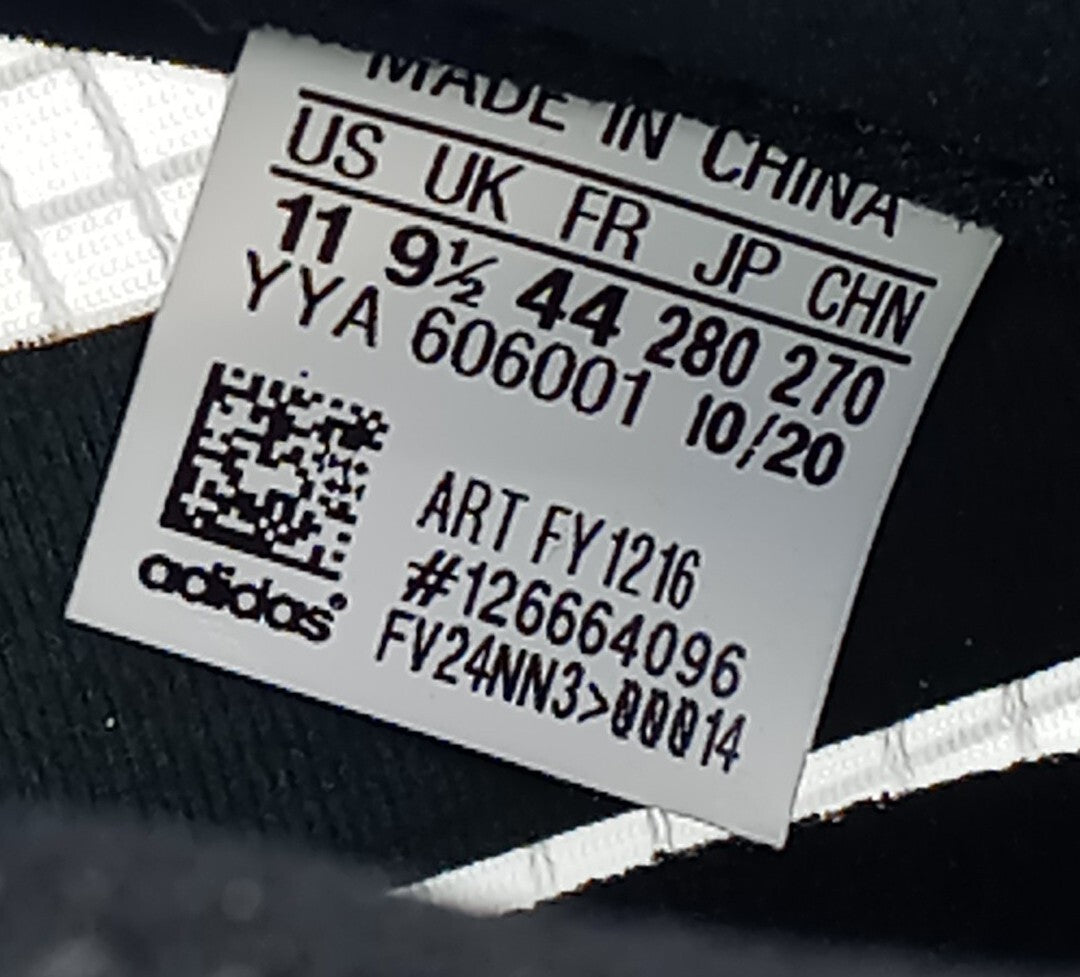 MADE IN CHINA
US UK FR JP CHN
11 9½ 44 280 270
YYA 606001 10/20
ART FY1216
#126664096
adidas®
FV24NN3>00014